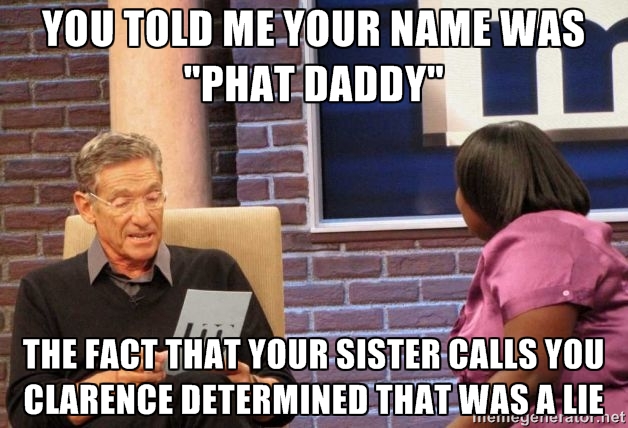 YOU TOLD ME YOUR NAME WAS
"PHAT DADDY"
m
m
THE FACT THAT YOUR SISTER CALLS YOU
CLARENCE DETERMINED THAT WAS A LIE
memegenerator.net